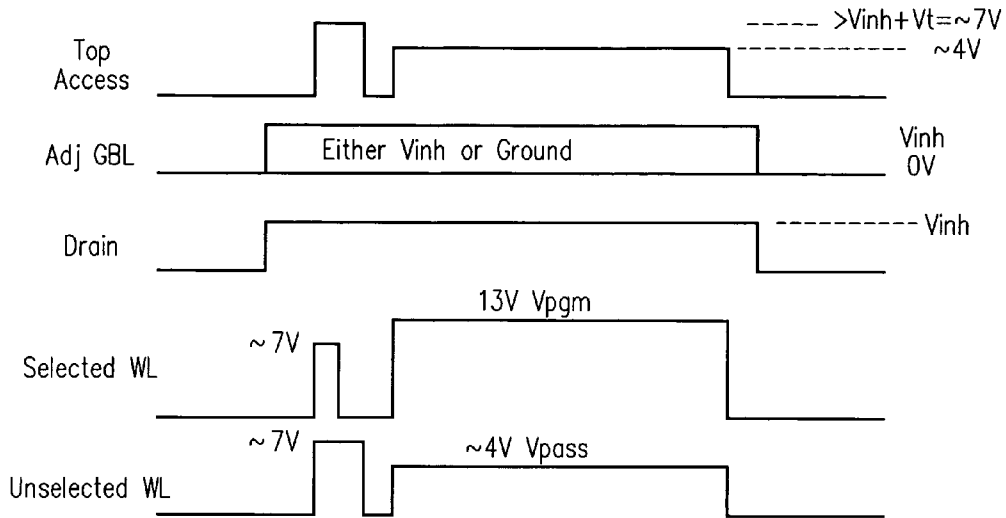 >Vinh+Vt=~7V
Top
Access
~4V
Adj GBL
Either Vinh or Ground
Vinh
0V
Drain
Vinh
13V Vpgm
~7V
Selected WL
~7V
~4V Vpass
Unselected WL